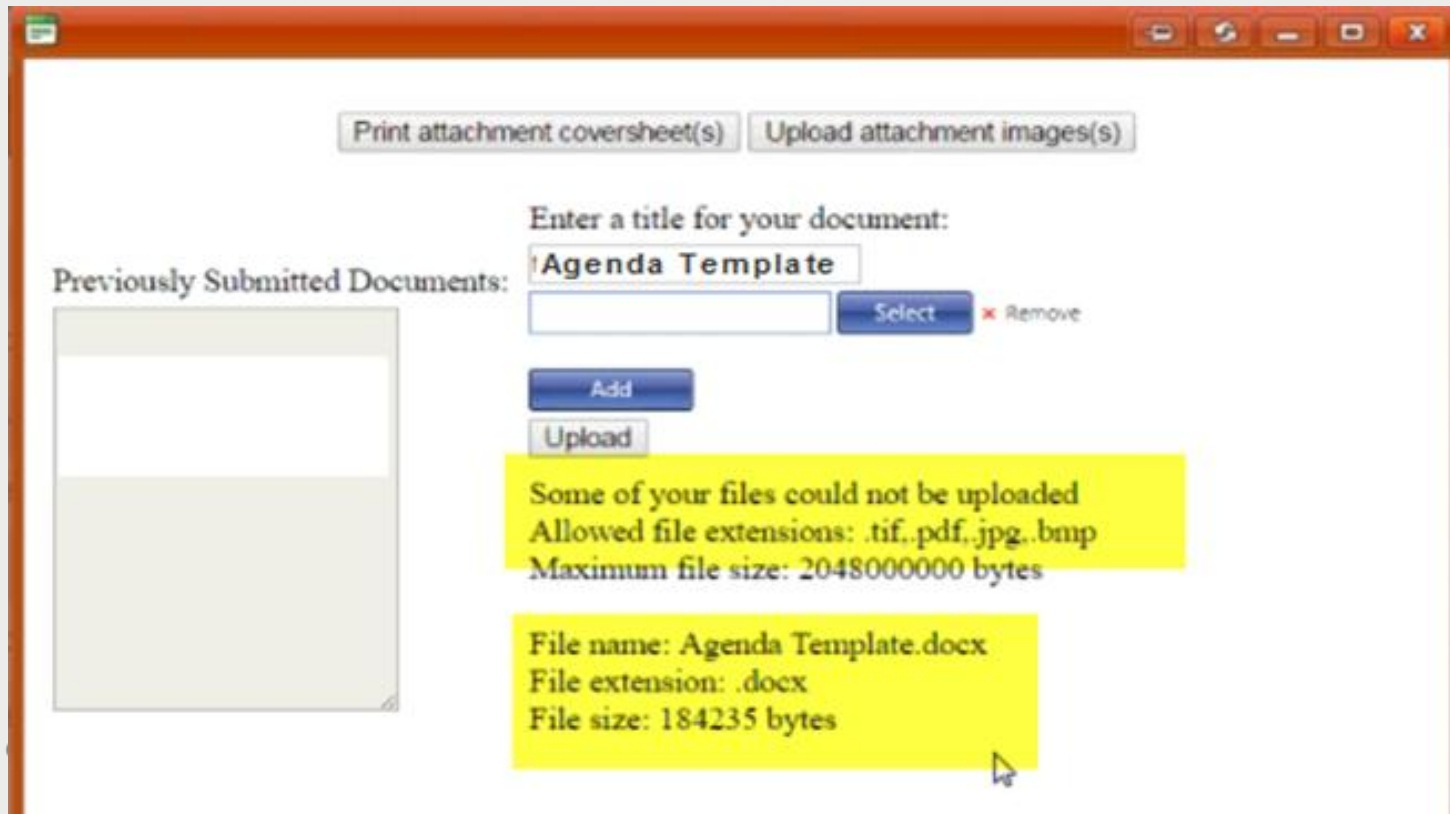 Print attachment coversheet(s) Upload attachment images(s)
Enter a title for your document:
Agenda Template
Previously Submitted Documents:
Select × Remove
Add
Upload
Some of your files could not be uploaded
Allowed file extensions: .tif,.pdf,.jpg,.bmp
Maximum file size: 2048000000 bytes
File name: Agenda Template.docx
File extension: .docx
File size: 184235 bytes